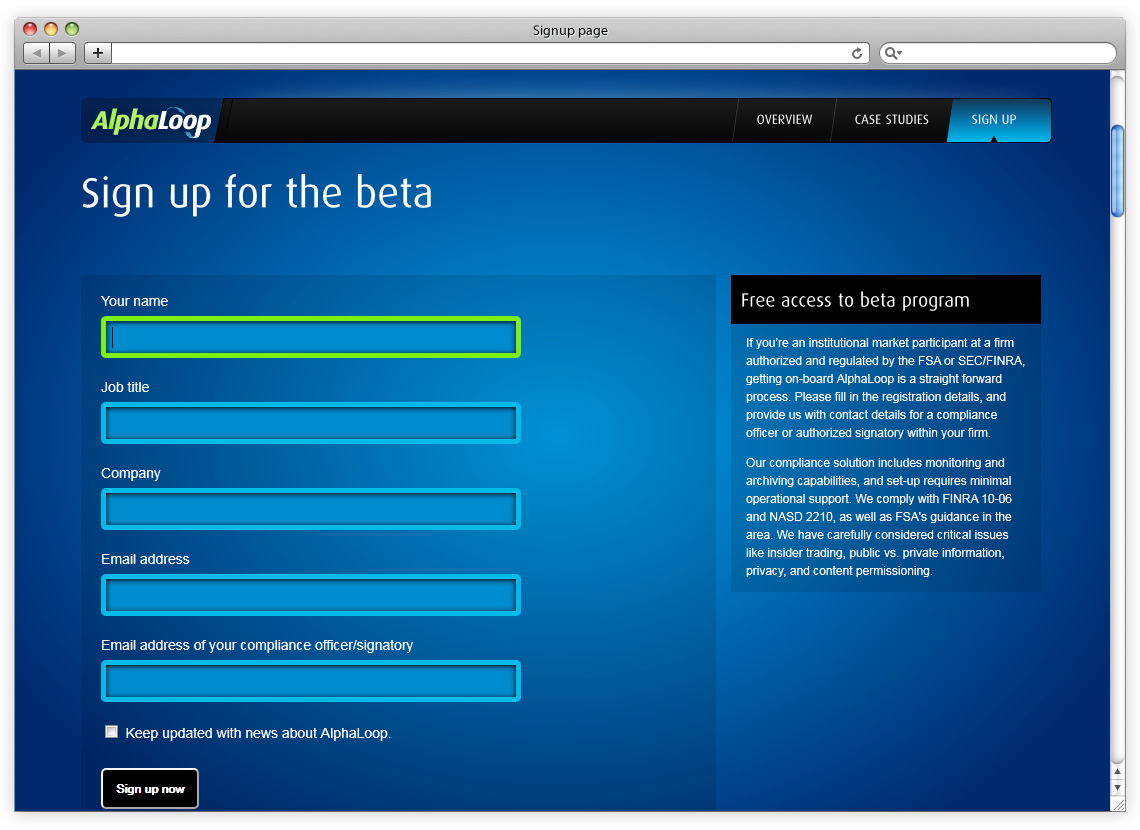 Signup page
AlphaLoop
OVERVIEW
CASE STUDIES
SIGN UP
Sign up for the beta
Your name
Job title
Company
Email address
Email address of your compliance officer/signatory
Keep updated with news about AlphaLoop.
Sign up now
Free access to beta program
If you're an institutional market participant at a firm
authorized and regulated by the FSA or SEC/FINRA,
getting on-board AlphaLoop is a straight forward
process. Please fill in the registration details, and
provide us with contact details for a compliance
officer or authorized signatory within your firm.
Our compliance solution includes monitoring and
archiving capabilities, and set-up requires minimal
operational support. We comply with FINRA 10-06
and NASD 2210, as well as FSA's guidance in the
area. We have carefully considered critical issues
like insider trading, public vs. private information,
privacy, and content permissioning.